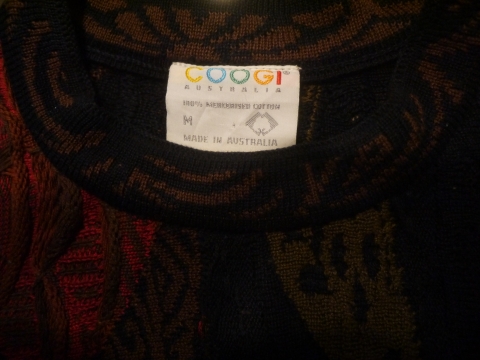 COOGI
AUSTRALIA
100% MERCERISED COTTON
M
MADE IN AUSTRALIA